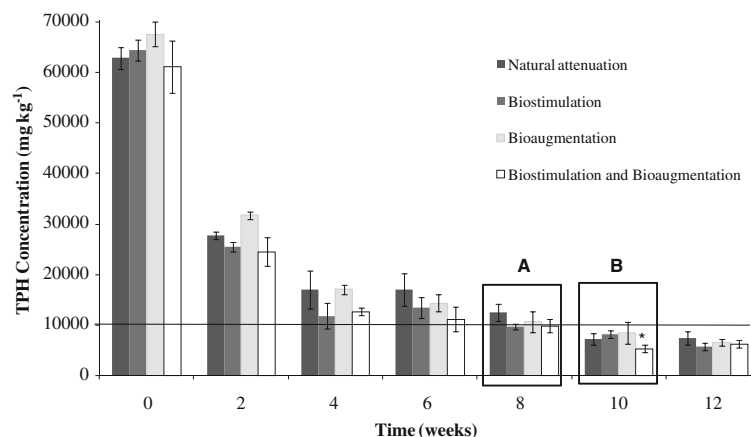 70000
60000
50000
40000
30000
20000
10000
0
TPH Concentration (mg kg⁻¹)
Natural attenuation
Biostimulation
Bioaugmentation
Biostimulation and Bioaugmentation
A
B
*
0 2 4 6 8 10 12
Time (weeks)